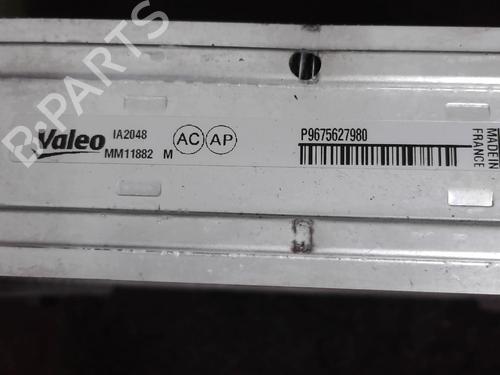 B-PARTS
Valeo
IA2048
MM11882 M
AC AP
P9675627980
MADE IN
FRANCE